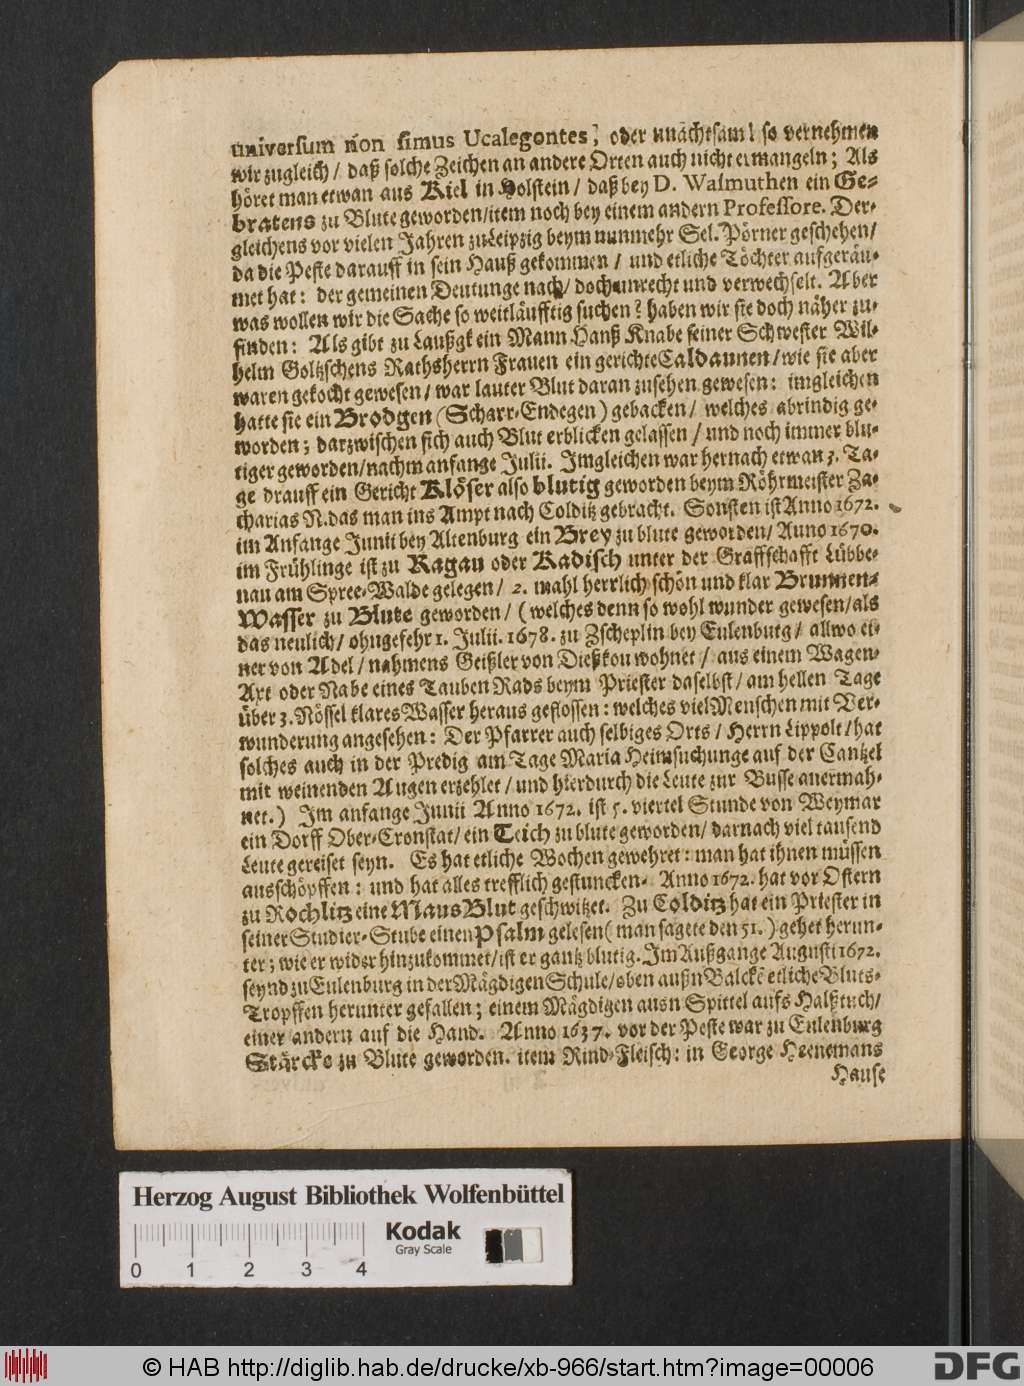 universum non simus Ucalegontes, oder unachtsam! so vernehmen
wir zugleich / daß solche Zeichen an andere Orten auch nicht ermangeln; Als
höret man etwan aus Kiel in Holstein / daß bey D. Wasmuthen ein Ge-
bratens zu Blute geworden/item noch bey einem andern Professore. Der-
gleichens vor vielen Jahren zu Leipzig beym nunmehr Sel. Pörner geschehen/
da die Peste darauff in sein Hauß gekommen / und etliche Töchter aufgeräu-
met hat: der gemeinen Deutunge nach/ doch unrecht und verwechselt. Aber
was wollen wir die Sache so weitläufftig suchen? haben wir sie doch näher zu-
finden: Als gibt zu Laußgk ein Mann Hanß Knabe seiner Schwester Wil-
helm Goltzschens Rathsherrn Frauen ein gerichte Caldaunen/wie sie aber
waren gekocht gewesen/ war lauter Blut daran zusehen gewesen: imgleichen
hatte sie ein Brodgen (Scharr-Endegen) gebacken/ welches abrindig ge-
worden; darzwischen sich auch Blut erblicken gelassen / und noch immer blu-
tiger geworden/nachm anfange Julii. Imgleichen war hernach etwan 3. Ta-
ge drauff ein Gericht Klöser also blutig geworden beym Röhrmeister Za-
charias N. das man ins Ampt nach Colditz gebracht. Sonsten ist Anno 1672.
im Anfange Junii bey Altenburg ein Brey zu blute geworden/ Anno 1670.
im Frühlinge ist zu Ragau oder Radisch unter der Graffschafft Lübbe-
nau am Spree-Walde gelegen/ 2. mahl herrlich schön und klar Brunnen-
Wasser zu Blute geworden / (welches denn so wohl wunder gewesen/als
das neulich/ ohngefehr 1. Julii. 1678. zu Zscheplin bey Eulenburg/ allwo ei-
ner von Adel/ nahmens Geißler von Dießkou wohnet / aus einem Wagen-
Axt oder Nabe eines Tauben Rads beym Priester daselbst/ am hellen Tage
über 3. Nössel klares Wasser heraus geflossen: welches viel Menschen mit Ver-
wunderung angesehen: Der Pfarrer auch selbiges Orts / Herrn Lippolt/hat
solches auch in der Predig am Tage Maria Heimsuchunge auf der Cantzel
mit weinenden Augen erzehlet / und hierdurch die Leute zur Busse auermah-
net.) Im anfange Junii Anno 1672. ist 5. viertel Stunde von Weymar
ein Dorff Ober-Cronstat/ ein Teich zu blute geworden/ darnach viel tausend
Leute gereiset seyn. Es hat etliche Wochen gewehret: man hat ihnen müssen
ausschöpffen: und hat alles trefflich gestuncken. Anno 1672. hat vor Ostern
zu Rochlitz eine Maus Blut geschwitzet. Zu Colditz hat ein Priester in
seiner Studier-Stube einen Psalm gelesen (man sagete den 51.) gehet herun-
ter; wie er wider hinzukommet/ist er gantz blutig. Im Außgange Augusti 1672.
seynd zu Eulenburg in der Mägdigen Schule/oben außn Balckē etliche Bluts-
Tropffen herunter gefallen; einem Mägdigen ausn Spittel aufs Halßtuch/
einer andern auf die Hand. Anno 1637. vor der Peste war zu Eulenburg
Stärcke zu Blute geworden. item Rind-Fleisch: in George Heenemans
Hause
Herzog August Bibliothek Wolfenbüttel
Kodak
Gray Scale
0 1 2 3 4
© HAB http://diglib.hab.de/drucke/xb-966/start.htm?image=00006
DFG